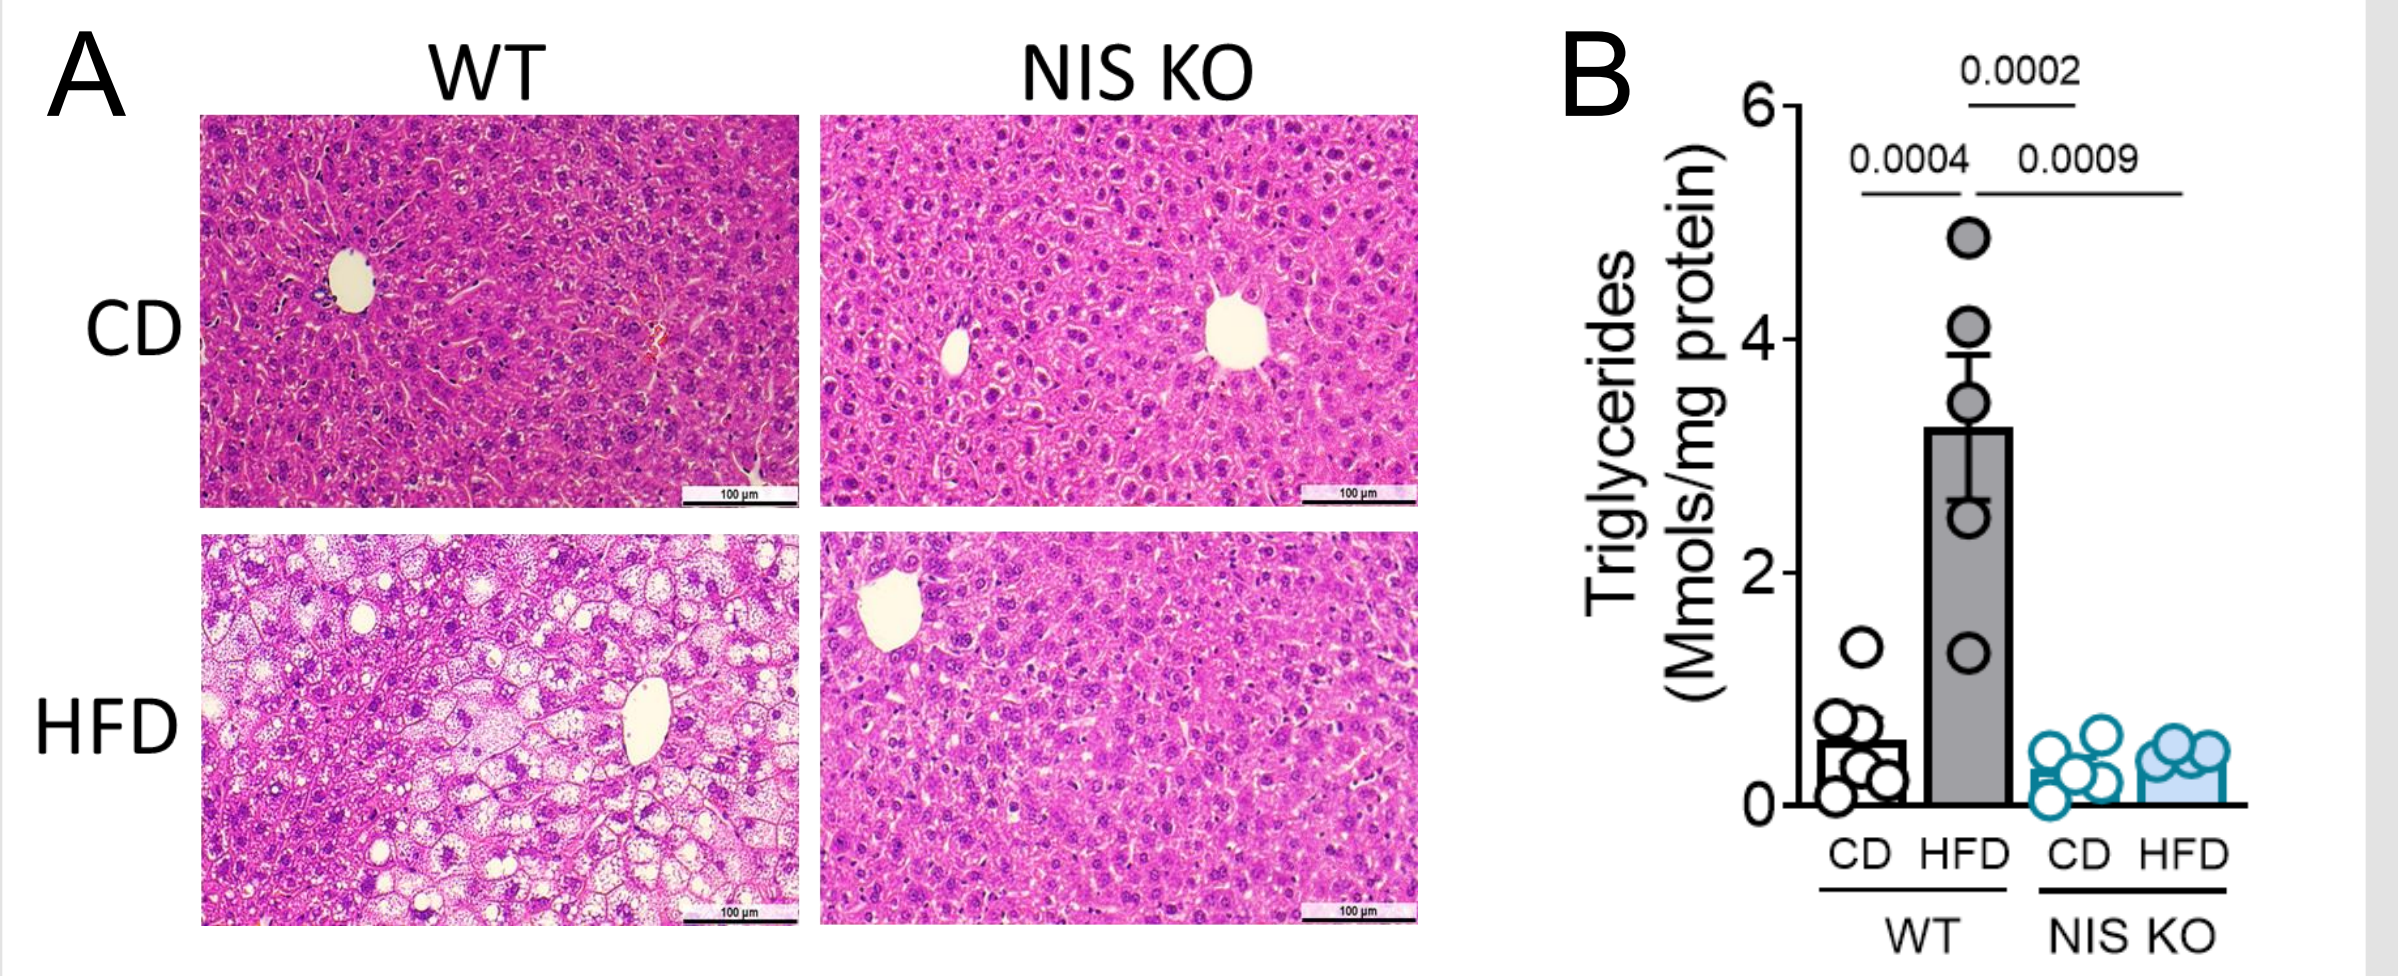 A
WT
NIS KO
CD
100 µm
100 µm
HFD
100 µm
100 µm
B
Triglycerides
(Mmols/mg protein)
6
4
2
0
0.0002
0.0004
0.0009
CD HFD CD HFD
WT NIS KO